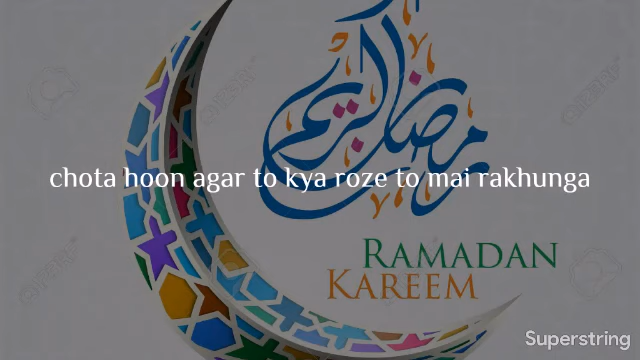 رمضان كريم
chota hoon agar to kya roze to mai rakhunga
RAMADAN
KAREEM
Superstring